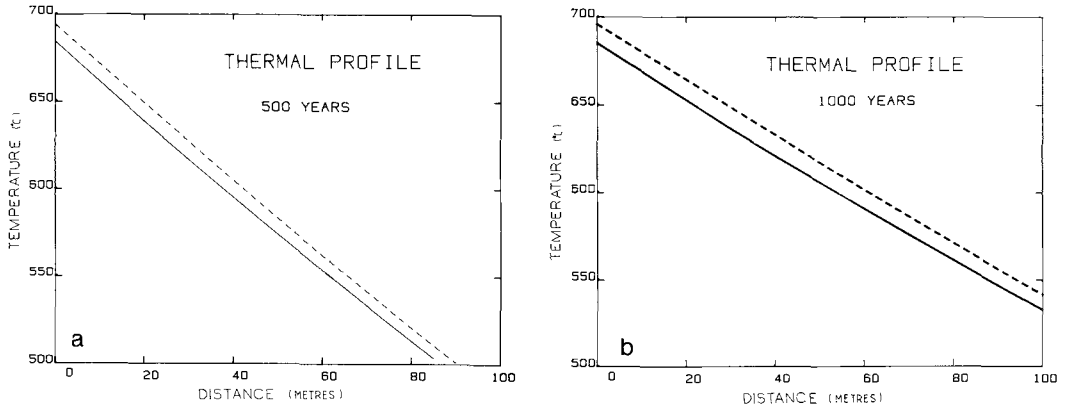 700
650
600
550
500
TEMPERATURE (℃)
THERMAL PROFILE
500 YEARS
a
0 20 40 60 80 100
DISTANCE (METRES)
700
650
600
550
500
TEMPERATURE (℃)
THERMAL PROFILE
1000 YEARS
b
0 20 40 60 80 100
DISTANCE (METRES)